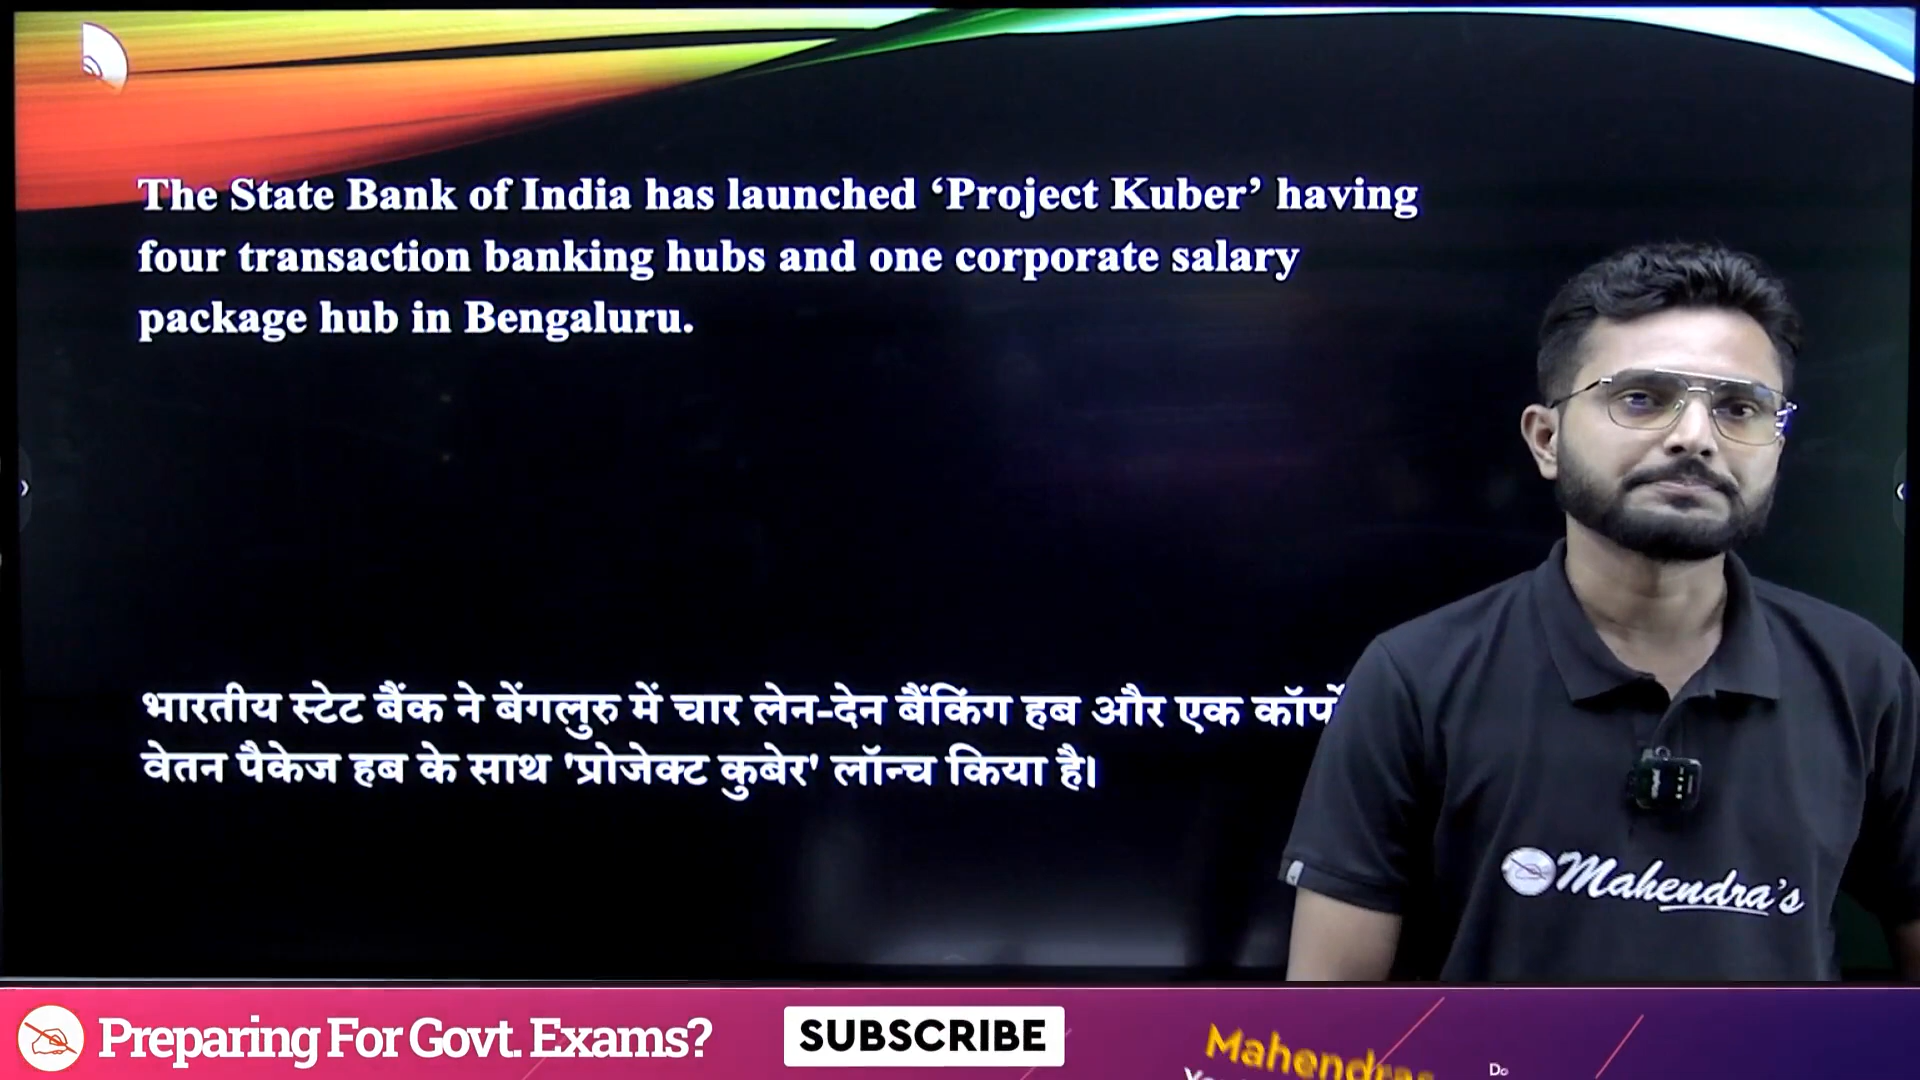 The State Bank of India has launched ‘Project Kuber’ having
four transaction banking hubs and one corporate salary
package hub in Bengaluru.
भारतीय स्टेट बैंक ने बेंगलुरु में चार लेन-देन बैंकिंग हब और एक
वेतन पैकेज हब के साथ 'प्रोजेक्ट कुबेर' लॉन्च किया है।
Mahendra's
Preparing For Govt. Exams?
SUBSCRIBE
Mahendras